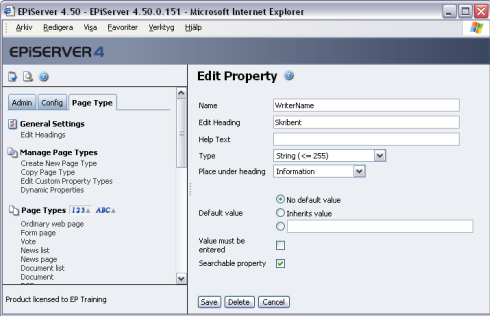 EPiServer 4.50 - EPiServer 4.50.0.151 - Microsoft Internet Explorer
Arkiv Redigera Visa Favoriter Verktyg Hjälp
EPiSERVER 4
Admin Config Page Type
General Settings
Edit Headings
Manage Page Types
Create New Page Type
Copy Page Type
Edit Custom Property Types
Dynamic Properties
Page Types 123 ABC
Ordinary web page
Form page
Vote
News list
News page
Document list
Document
Product licensed to EP Training
Edit Property
Name WriterName
Edit Heading Skribent
Help Text
Type String (<= 255)
Place under heading Information
Default value
No default value
Inherits value
Value must be
entered
Searchable property
Save Delete Cancel